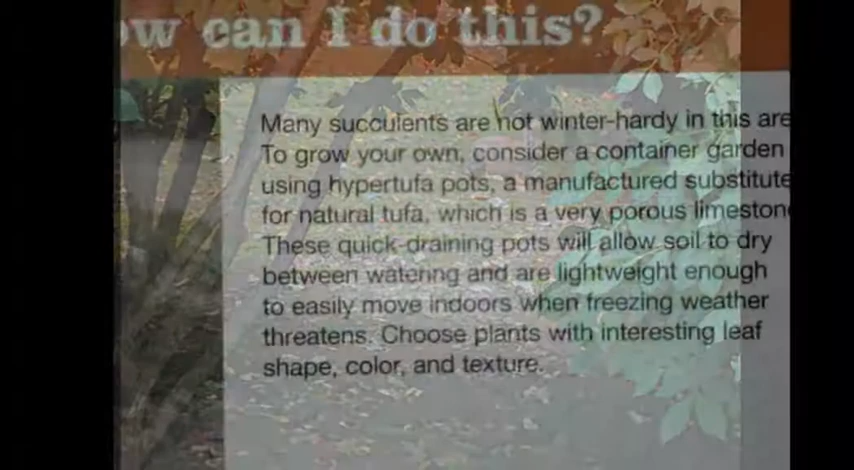 ow can I do this?
Many succulents are not winter-hardy in this are
To grow your own, consider a container garden
using hypertufa pots, a manufactured substitute
for natural tufa, which is a very porous limeston
These quick-draining pots will allow soil to dry
between watering and are lightweight enough
to easily move indoors when freezing weather
threatens. Choose plants with interesting leaf
shape, color, and texture.